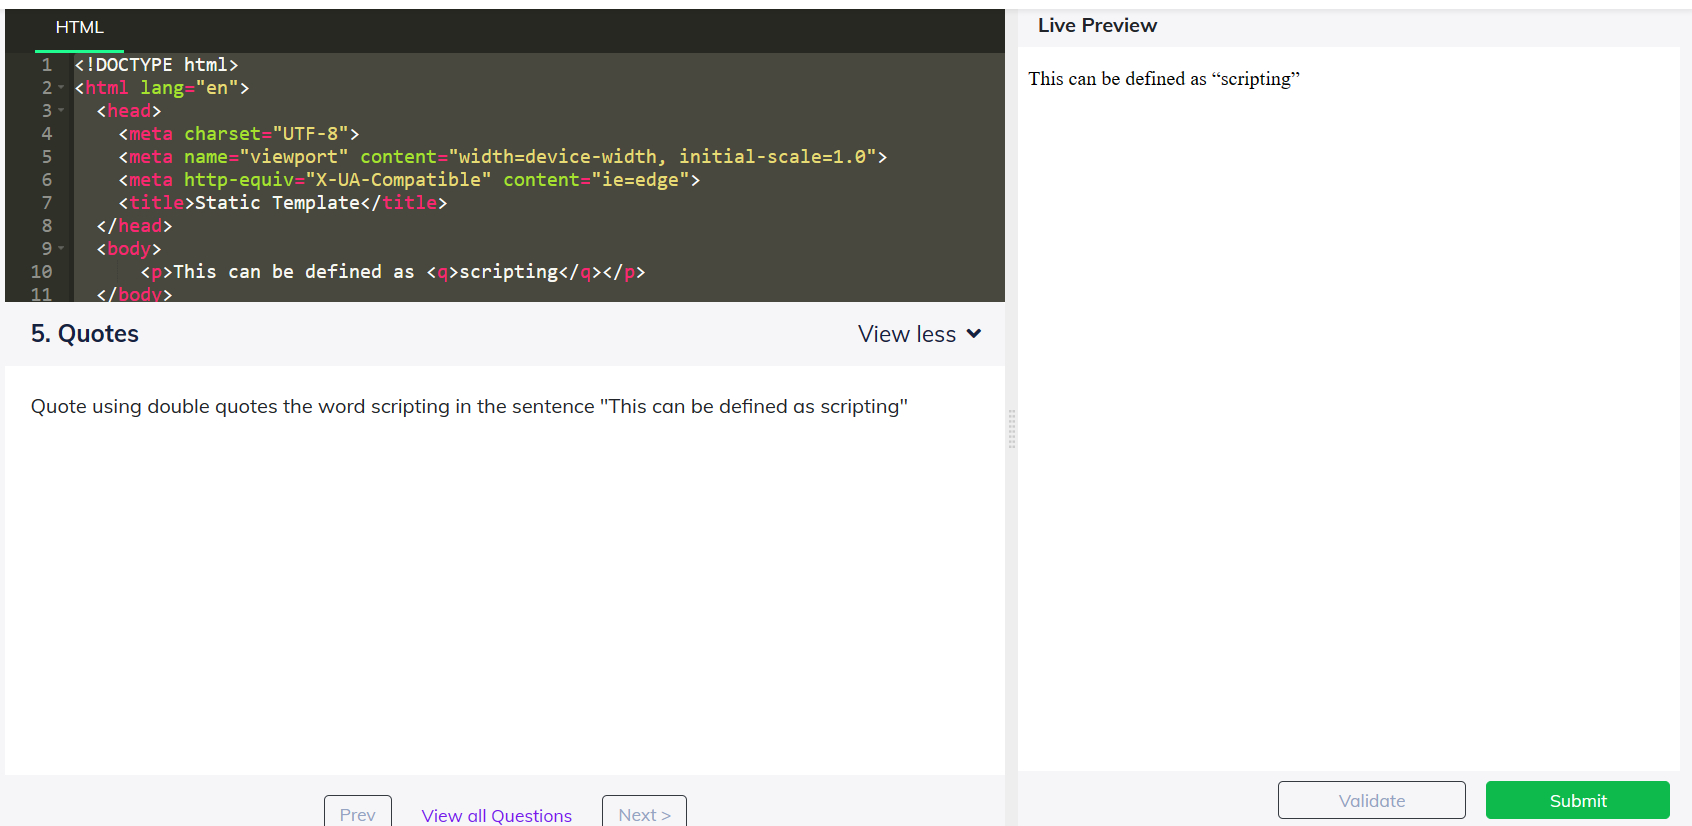 HTML
1 <!DOCTYPE html>
2 <html lang="en">
3 <head>
4 <meta charset="UTF-8">
5 <meta name="viewport" content="width=device-width, initial-scale=1.0">
6 <meta http-equiv="X-UA-Compatible" content="ie=edge">
7 <title>Static Template</title>
8 </head>
9 <body>
10 <p>This can be defined as <q>scripting</q></p>
11 </body>
5. Quotes
View less
Quote using double quotes the word scripting in the sentence "This can be defined as scripting"
Prev
View all Questions
Next >
Live Preview
This can be defined as “scripting”
Validate
Submit